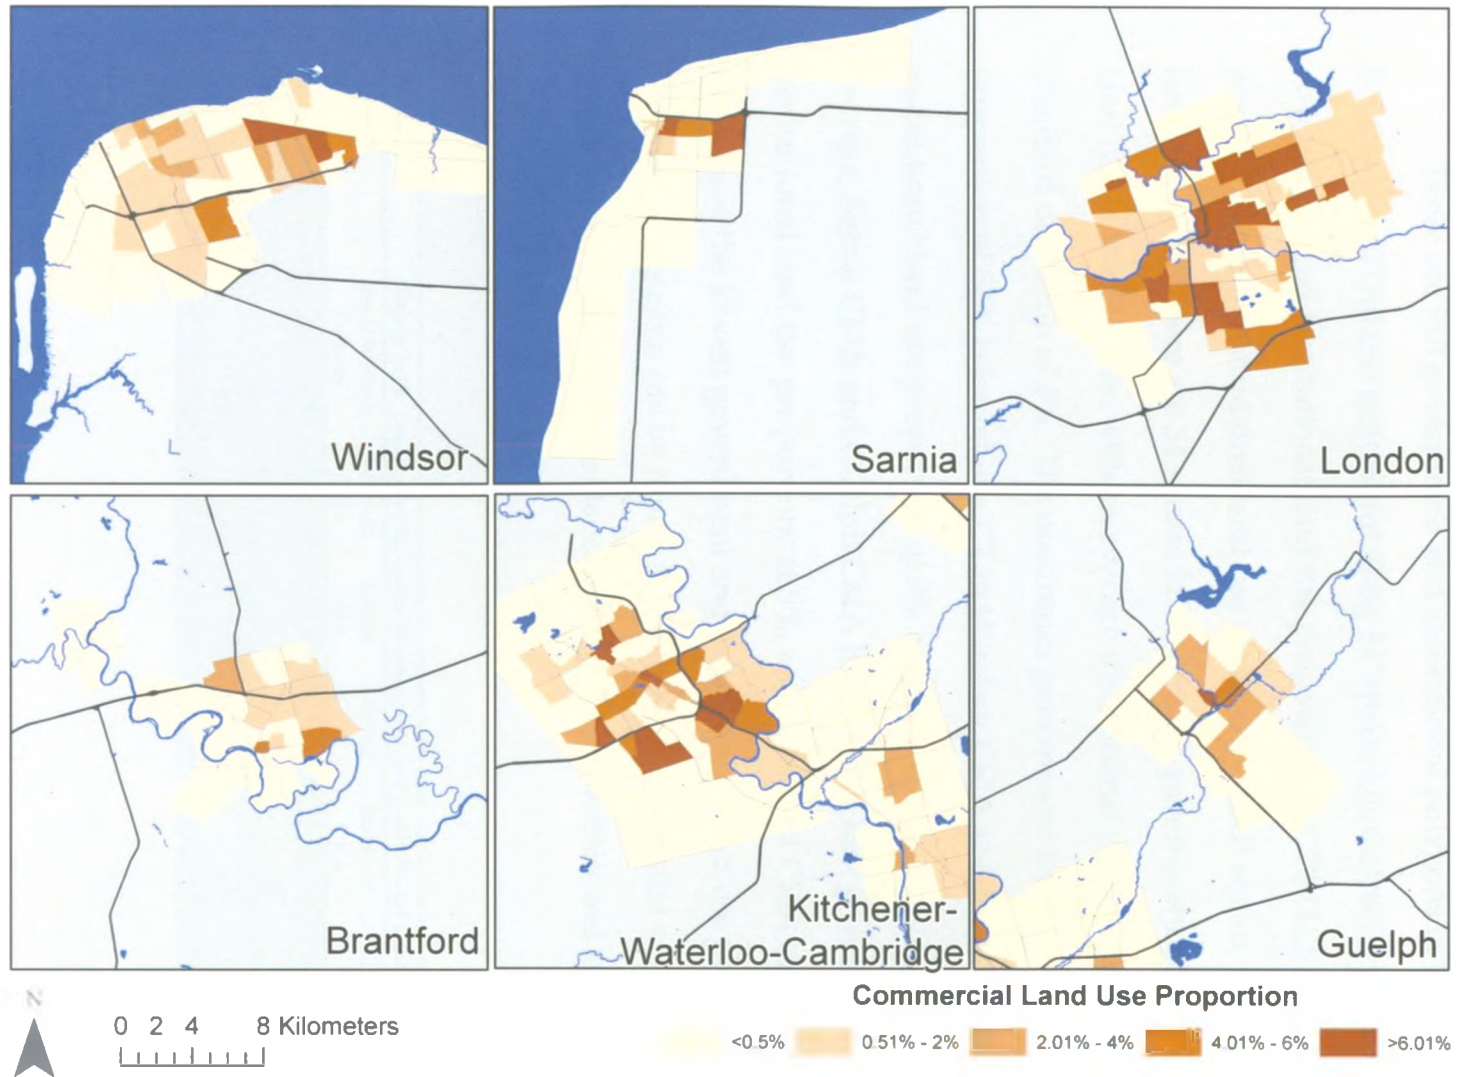 Windsor
Sarnia
London
Brantford
Kitchener-
Waterloo-Cambridge
Guelph
N
0 2 4 8 Kilometers
Commercial Land Use Proportion
<0.5% 0.51% - 2% 2.01% - 4% 4.01% - 6% >6.01%